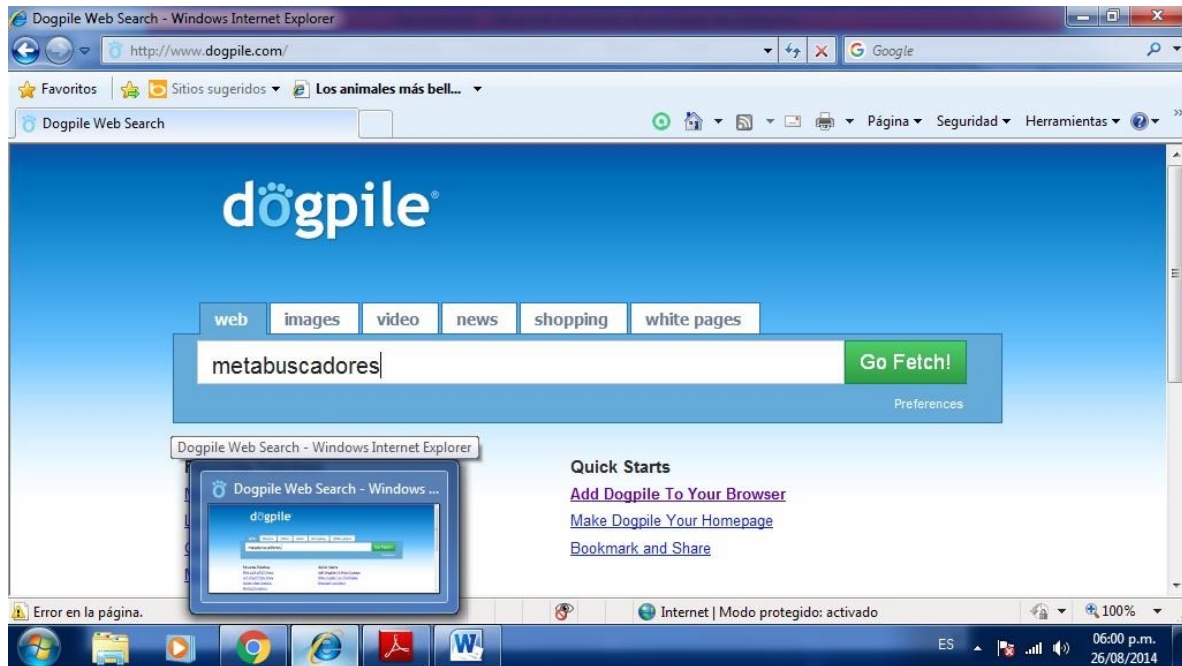 Dogpile Web Search - Windows Internet Explorer
http://www.dogpile.com/
Google
Favoritos
Sitios sugeridos
Los animales más bell...
Dogpile Web Search
Página
Seguridad
Herramientas
dögpile®
web images video news shopping white pages
metabuscadores
Go Fetch!
Preferences
Dogpile Web Search - Windows Internet Explorer
Dogpile Web Search - Windows ...
dögpile
Quick Starts
Add Dogpile To Your Browser
Make Dogpile Your Homepage
Bookmark and Share
Error en la página.
Internet | Modo protegido: activado
100%
ES
06:00 p.m.
26/08/2014